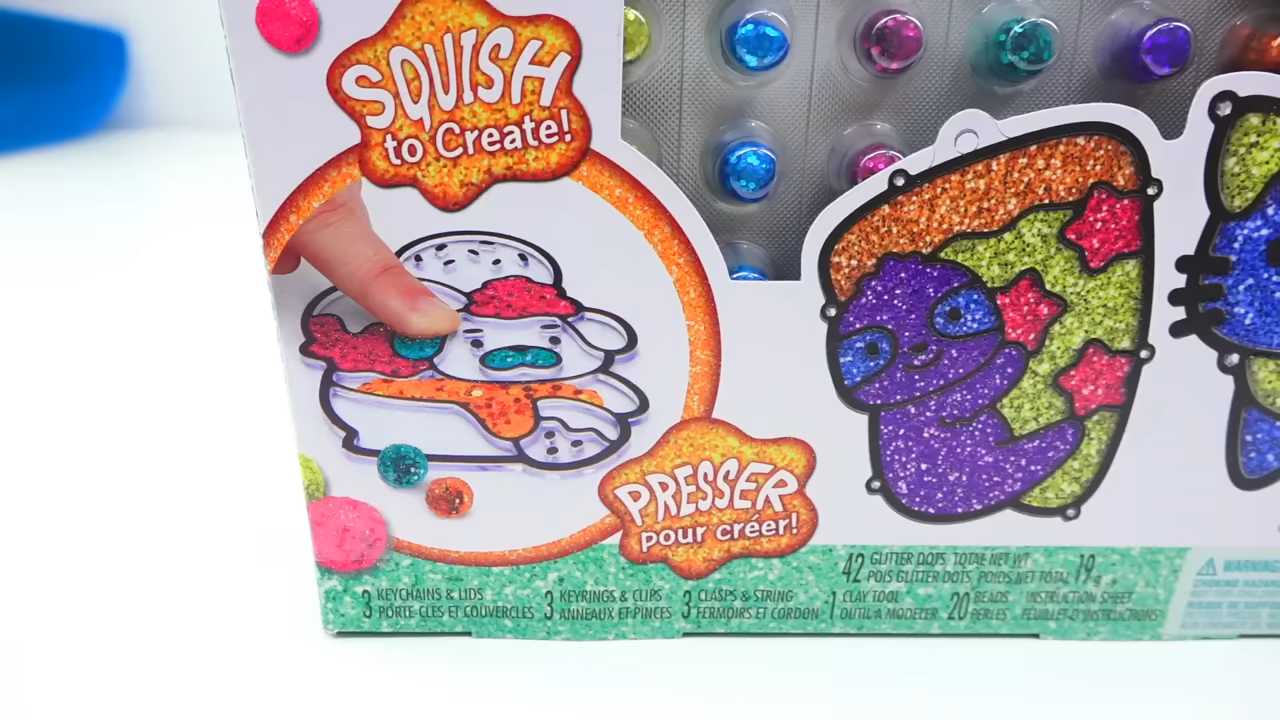 SQUISH
to Create!
PRESSER
pour créer!
42 GLITTER DOTS TOTAL NET WT 19g
POIS GLITTER DOTS POIDS NET TOTAL
3 KEYCHAINS & LIDS
PORTE-CLÉS ET COUVERCLES
3 KEYRINGS & CLIPS
ANNEAUX ET PINCES
3 CLASPS & STRING
FERMOIRS ET CORDON
1 CLAY TOOL
OUTIL À MODELER
20 BEADS
PERLES
INSTRUCTION SHEET
FEUILLET D'INSTRUCTIONS
WARNING